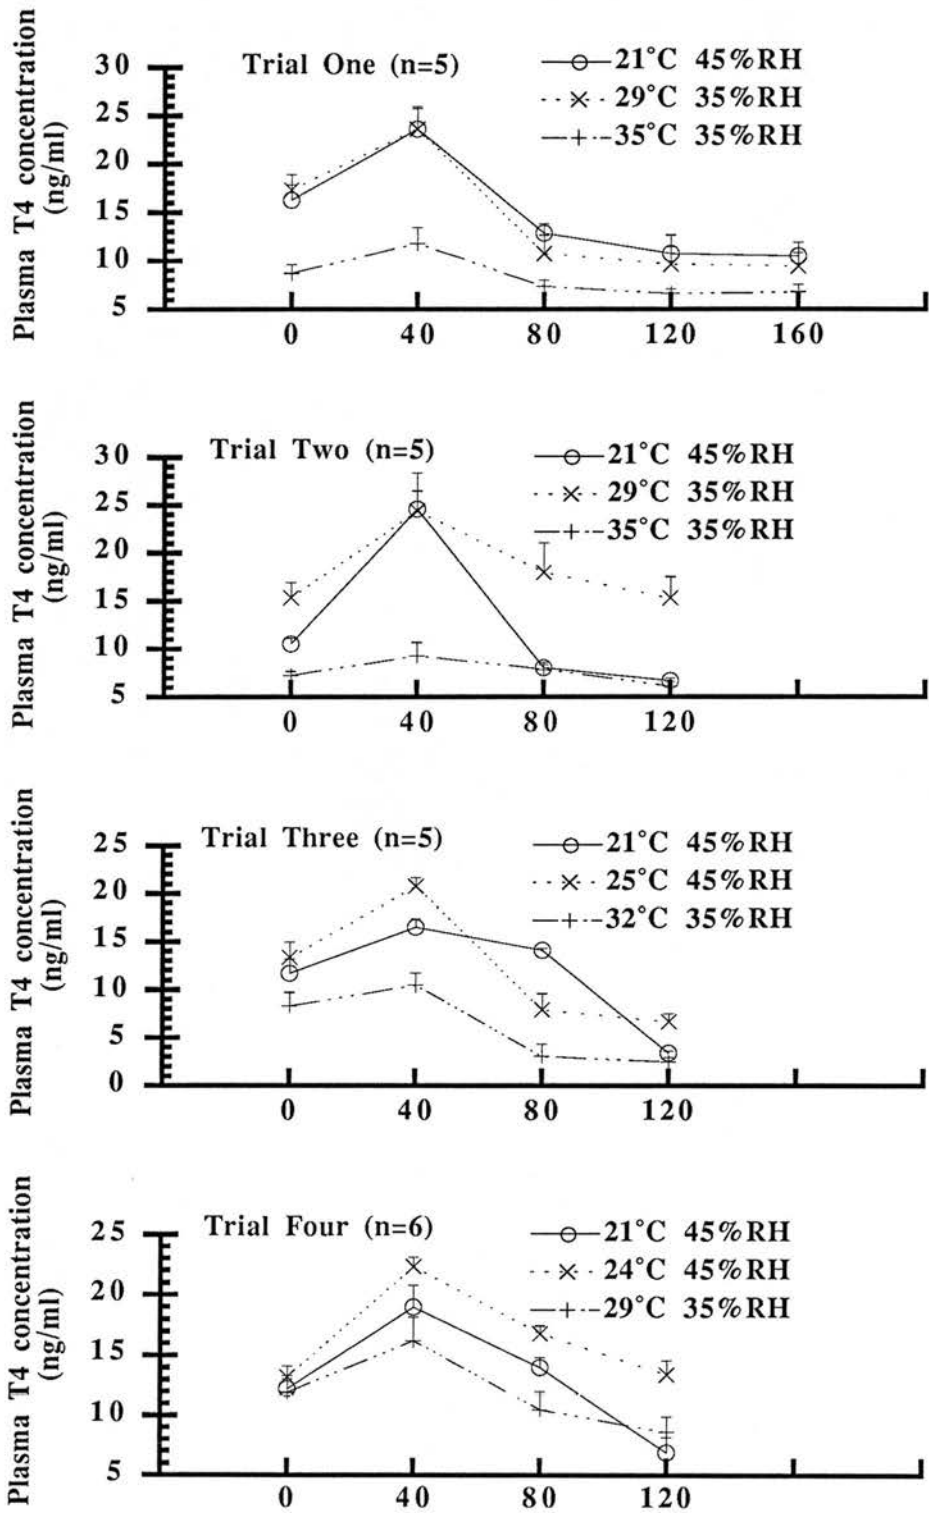 Trial One (n=5)
21°C 45%RH
29°C 35%RH
35°C 35%RH
Plasma T4 concentration
(ng/ml)
30
25
20
15
10
5
0 40 80 120 160
Trial Two (n=5)
21°C 45%RH
29°C 35%RH
35°C 35%RH
Plasma T4 concentration
(ng/ml)
30
25
20
15
10
5
0 40 80 120
Trial Three (n=5)
21°C 45%RH
25°C 45%RH
32°C 35%RH
Plasma T4 concentration
(ng/ml)
25
20
15
10
5
0
0 40 80 120
Trial Four (n=6)
21°C 45%RH
24°C 45%RH
29°C 35%RH
Plasma T4 concentration
(ng/ml)
25
20
15
10
5
0 40 80 120